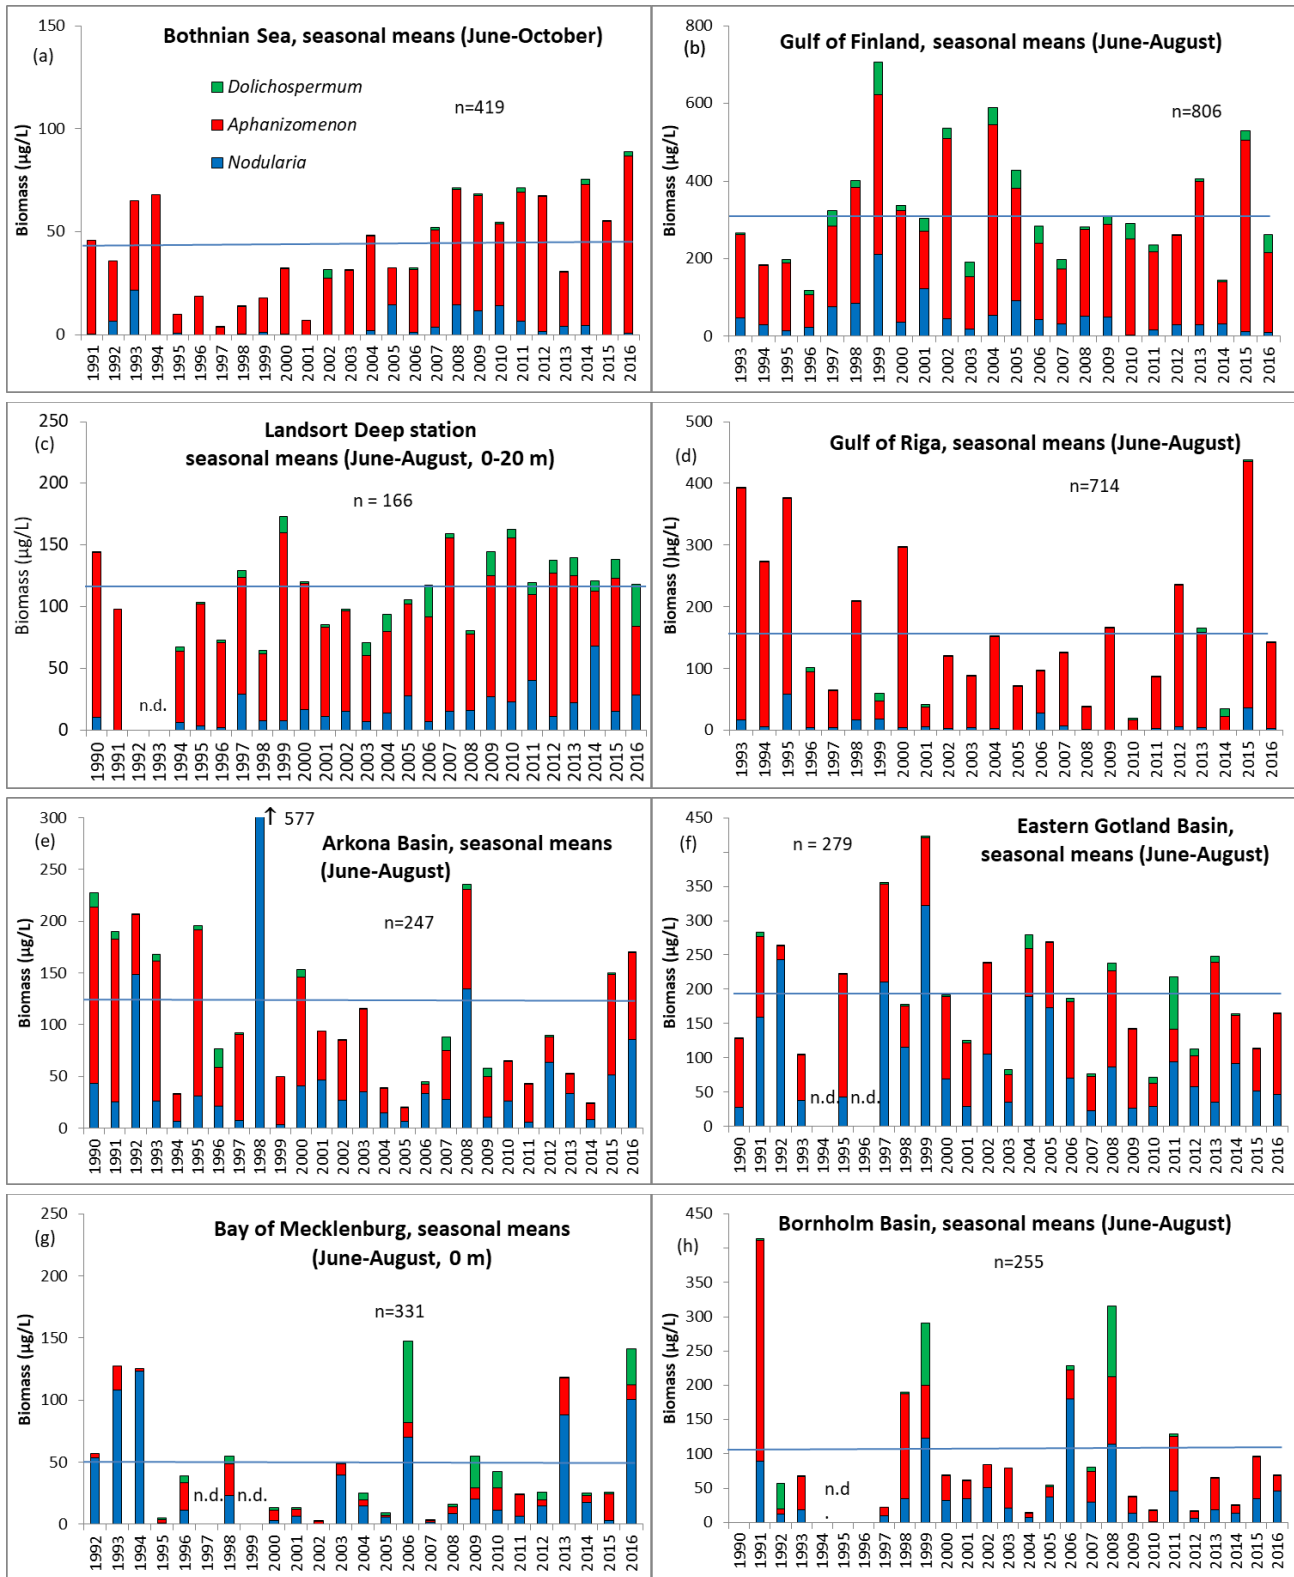 (a)
Bothnian Sea, seasonal means (June-October)
Dolichospermum
Aphanizomenon
Nodularia
n=419
Biomass (µg/L)
150
100
50
0
1991 1992 1993 1994 1995 1996 1997 1998 1999 2000 2001 2002 2003 2004 2005 2006 2007 2008 2009 2010 2011 2012 2013 2014 2015 2016
(b)
Gulf of Finland, seasonal means (June-August)
n=806
Biomass (µg/L)
800
600
400
200
0
1993 1994 1995 1996 1997 1998 1999 2000 2001 2002 2003 2004 2005 2006 2007 2008 2009 2010 2011 2012 2013 2014 2015 2016
(c)
Landsort Deep station
seasonal means (June-August, 0-20 m)
n = 166
Biomass (µg/L)
250
200
150
100
50
0
n.d.
1990 1991 1992 1993 1994 1995 1996 1997 1998 1999 2000 2001 2002 2003 2004 2005 2006 2007 2008 2009 2010 2011 2012 2013 2014 2015 2016
(d)
Gulf of Riga, seasonal means (June-August)
n=714
Biomass ()µg/L)
500
400
300
200
100
0
1993 1994 1995 1996 1997 1998 1999 2000 2001 2002 2003 2004 2005 2006 2007 2008 2009 2010 2011 2012 2013 2014 2015 2016
(e)
↑ 577
Arkona Basin, seasonal means
(June-August)
n=247
Biomass (µg/L)
300
250
200
150
100
50
0
1990 1991 1992 1993 1994 1995 1996 1997 1998 1999 2000 2001 2002 2003 2004 2005 2006 2007 2008 2009 2010 2011 2012 2013 2014 2015 2016
(f)
Eastern Gotland Basin,
seasonal means (June-August)
n = 279
Biomass (µg/L)
450
400
350
300
250
200
150
100
50
0
n.d. n.d.
1990 1991 1992 1993 1994 1995 1996 1997 1998 1999 2000 2001 2002 2003 2004 2005 2006 2007 2008 2009 2010 2011 2012 2013 2014 2015 2016
(g)
Bay of Mecklenburg, seasonal means
(June-August, 0 m)
n=331
Biomass (µg/L)
250
200
150
100
50
0
n.d. n.d.
1992 1993 1994 1995 1996 1997 1998 1999 2000 2001 2002 2003 2004 2005 2006 2007 2008 2009 2010 2011 2012 2013 2014 2015 2016
(h)
Bornholm Basin, seasonal means (June-August)
n=255
Biomass (µg/L)
450
400
350
300
250
200
150
100
50
0
n.d
.
1990 1991 1992 1993 1994 1995 1996 1997 1998 1999 2000 2001 2002 2003 2004 2005 2006 2007 2008 2009 2010 2011 2012 2013 2014 2015 2016